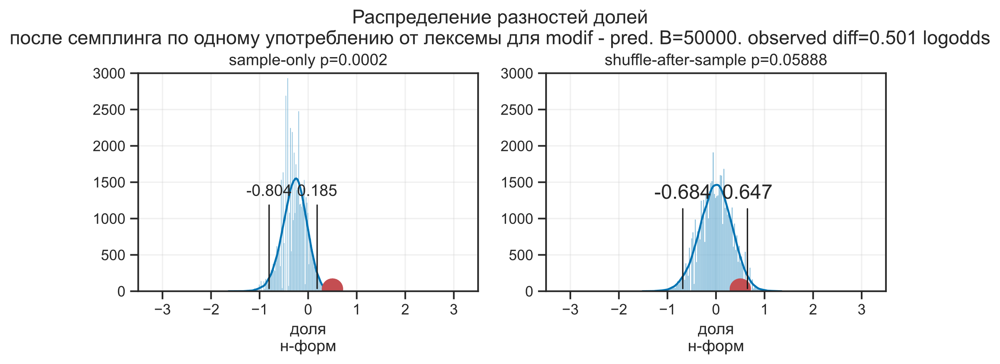 Распределение разностей долей
после семплинга по одному употреблению от лексемы для modif - pred. B=50000. observed diff=0.501 logodds
sample-only p=0.0002
3000
2500
2000
1500
1000
500
0
-0.804 0.185
−3 −2 −1 0 1 2 3
доля
н-форм
shuffle-after-sample p=0.05888
3000
2500
2000
1500
1000
500
0
-0.684 0.647
−3 −2 −1 0 1 2 3
доля
н-форм